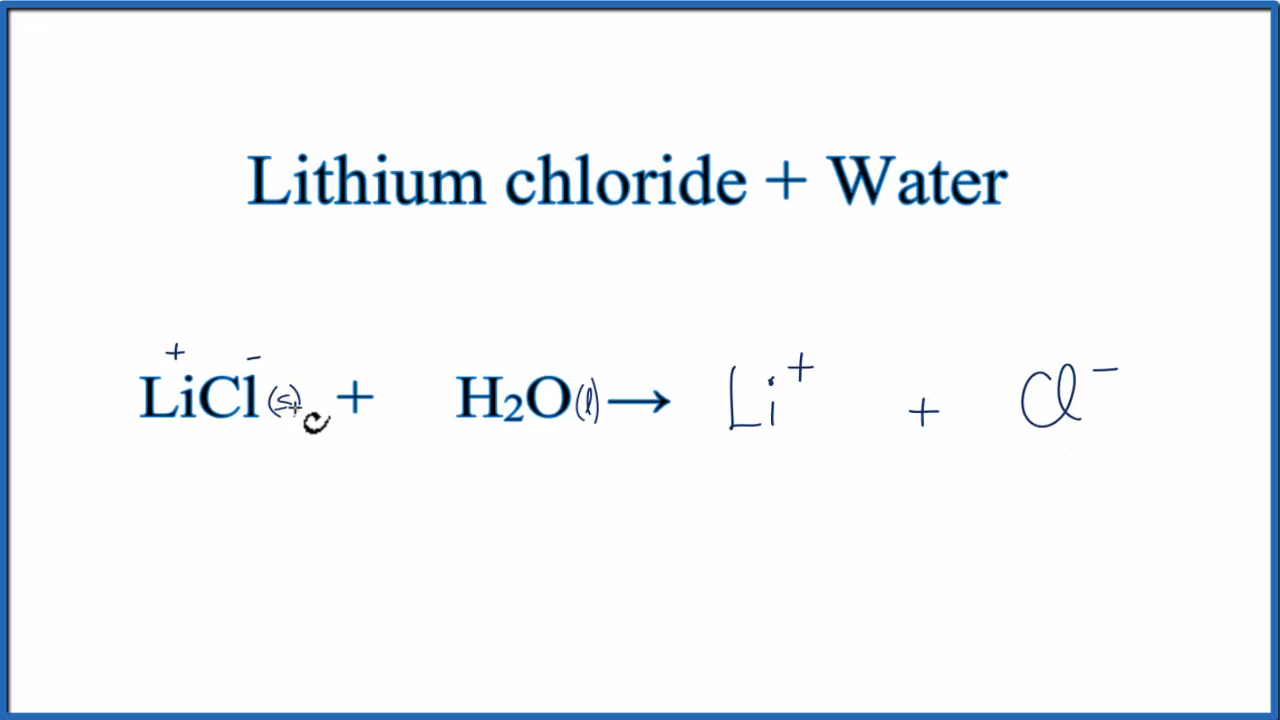 Lithium chloride + Water
+ -
LiCl(s) + H₂O(l) → Li⁺ + Cl⁻